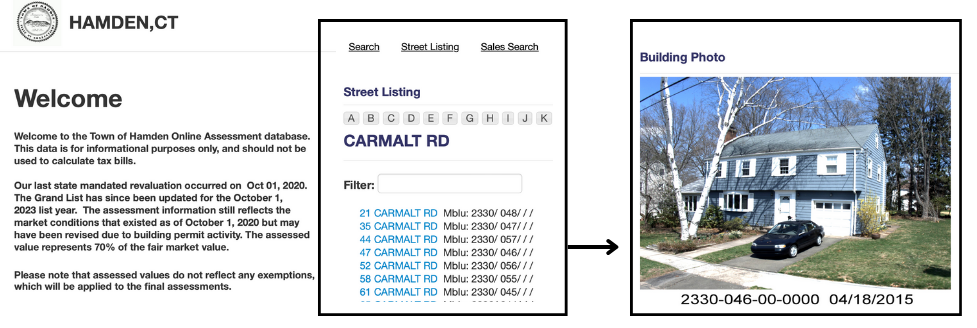 HAMDEN,CT
Welcome
Welcome to the Town of Hamden Online Assessment database.
This data is for informational purposes only, and should not be
used to calculate tax bills.
Our last state mandated revaluation occurred on Oct 01, 2020.
The Grand List has since been updated for the October 1,
2023 list year. The assessment information still reflects the
market conditions that existed as of October 1, 2020 but may
have been revised due to building permit activity. The assessed
value represents 70% of the fair market value.
Please note that assessed values do not reflect any exemptions,
which will be applied to the final assessments.
Search Street Listing Sales Search
Street Listing
A B C D E F G H I J K
CARMALT RD
Filter:
21 CARMALT RD Mblu: 2330/ 048/ / /
35 CARMALT RD Mblu: 2330/ 047/ / /
44 CARMALT RD Mblu: 2330/ 057/ / /
47 CARMALT RD Mblu: 2330/ 046/ / /
52 CARMALT RD Mblu: 2330/ 056/ / /
58 CARMALT RD Mblu: 2330/ 055/ / /
61 CARMALT RD Mblu: 2330/ 045/ / /
Building Photo
2330-046-00-0000 04/18/2015